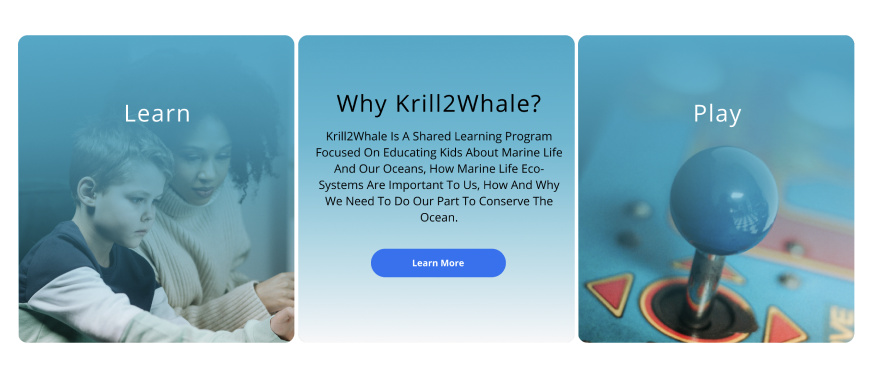 Learn
Why Krill2Whale?
Krill2Whale Is A Shared Learning Program
Focused On Educating Kids About Marine Life
And Our Oceans, How Marine Life Eco-
Systems Are Important To Us, How And Why
We Need To Do Our Part To Conserve The
Ocean.
Learn More
Play